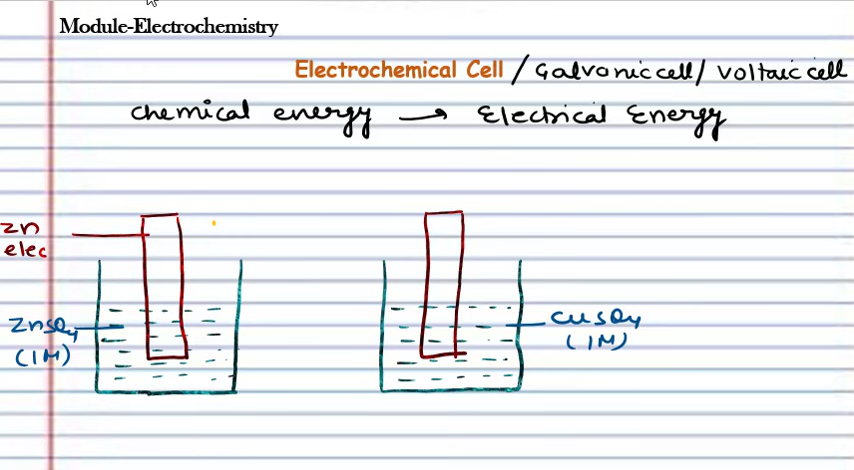 Module-Electrochemistry
Electrochemical Cell / Galvanic cell / Voltaic cell
chemical energy → Electrical Energy
Zn
elec
ZnSO4
(1M)
CuSO4
(1M)